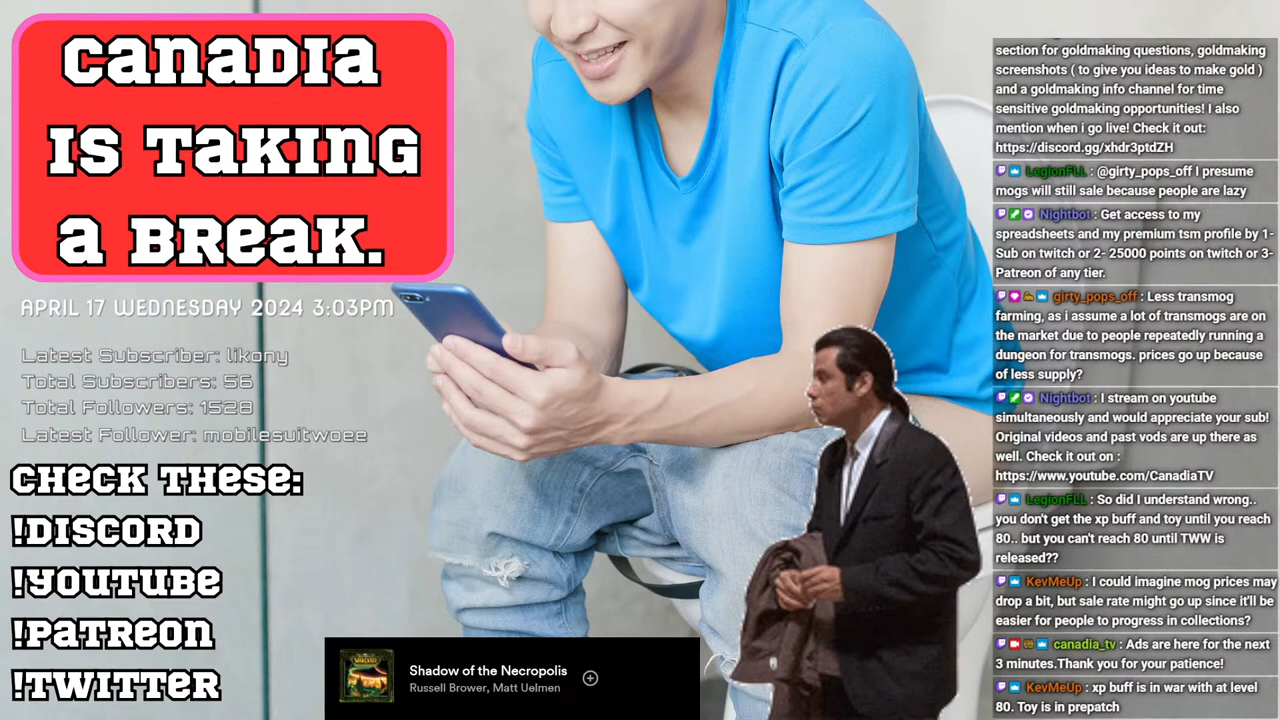 CANADIA
IS TAKING
A BREAK.
APRIL 17 WEDNESDAY 2024 3:03PM
Latest Subscriber: likony
Total Subscribers: 56
Total Followers: 1528
Latest Follower: mobilesuitwoee
CHECK THESE:
!DISCORD
!YOUTUBE
!PATREON
!TWITTER
Shadow of the Necropolis
Russell Brower, Matt Uelmen
section for goldmaking questions, goldmaking
screenshots ( to give you ideas to make gold )
and a goldmaking info channel for time
sensitive goldmaking opportunities! I also
mention when i go live! Check it out:
https://discord.gg/xhdr3ptdZH
LegionFLL : @girty_pops_off I presume
mogs will still sale because people are lazy
Nightbot : Get access to my
spreadsheets and my premium tsm profile by 1-
Sub on twitch or 2- 25000 points on twitch or 3-
Patreon of any tier.
girty_pops_off : Less transmog
farming, as i assume a lot of transmogs are on
the market due to people repeatedly running a
dungeon for transmogs. prices go up because
of less supply?
Nightbot : I stream on youtube
simultaneously and would appreciate your sub!
Original videos and past vods are up there as
well. Check it out on :
https://www.youtube.com/CanadiaTV
LegionFLL : So did I understand wrong..
you don't get the xp buff and toy until you reach
80.. but you can't reach 80 until TWW is
released??
KevMeUp : I could imagine mog prices may
drop a bit, but sale rate might go up since it'll be
easier for people to progress in collections?
canadia_tv : Ads are here for the next
3 minutes.Thank you for your patience!
KevMeUp : xp buff is in war with at level
80. Toy is in prepatch